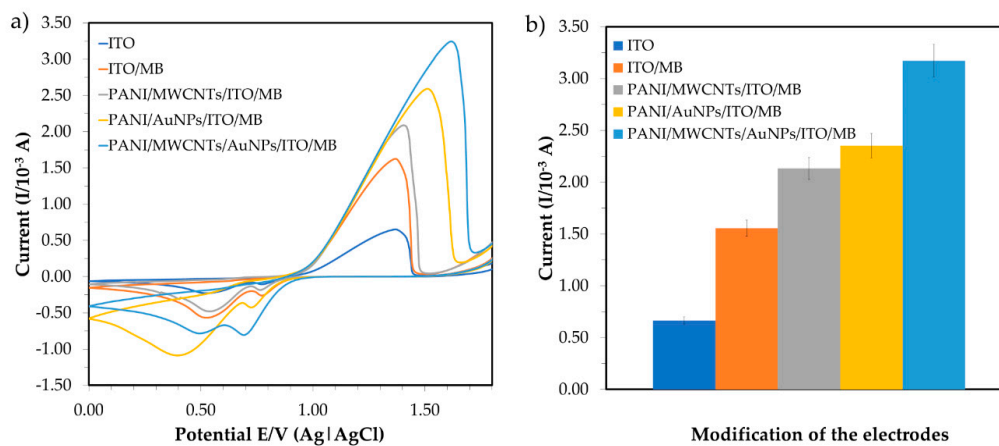 a)
3.50
3.00
2.50
2.00
1.50
1.00
0.50
0.00
-0.50
-1.00
-1.50
Current (I/10⁻³ A)
ITO
ITO/MB
PANI/MWCNTs/ITO/MB
PANI/AuNPs/ITO/MB
PANI/MWCNTs/AuNPs/ITO/MB
0.00 0.50 1.00 1.50
Potential E/V (Ag|AgCl)
b)
3.50
3.00
2.50
2.00
1.50
1.00
0.50
0.00
Current (I/10⁻³ A)
ITO
ITO/MB
PANI/MWCNTs/ITO/MB
PANI/AuNPs/ITO/MB
PANI/MWCNTs/AuNPs/ITO/MB
Modification of the electrodes